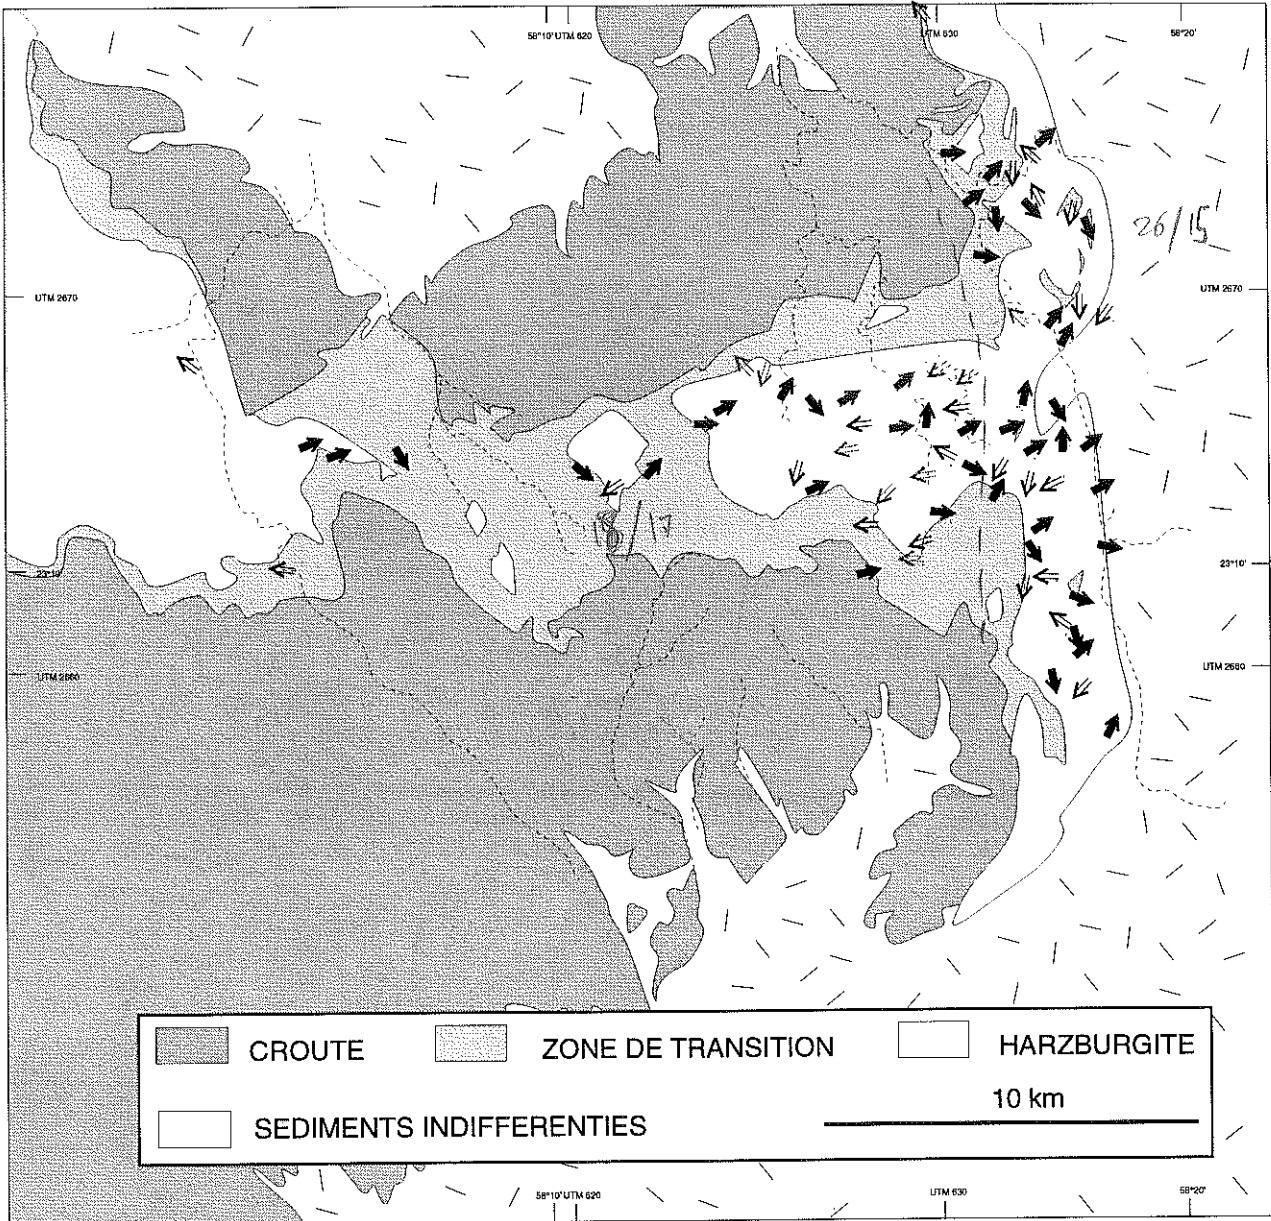 58°10' UTM 620
UTM 630
58°20'
26/15'
UTM 2670
UTM 2670
18/17
23°10'
23°10'
UTM 2660
UTM 2660
CROUTE
ZONE DE TRANSITION
HARZBURGITE
10 km
SEDIMENTS INDIFFERENTIES
58°10' UTM 620
UTM 630
58°20'